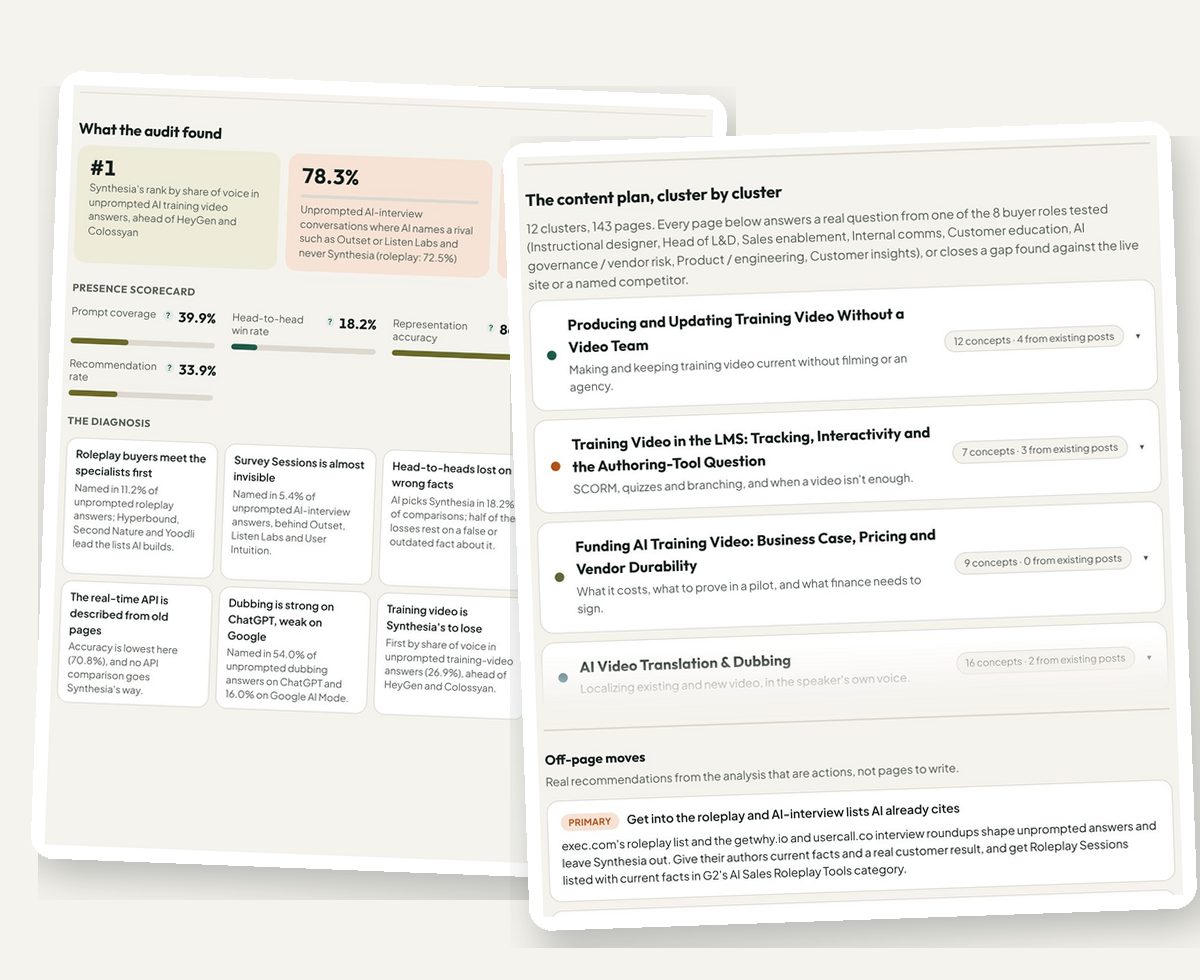 What the audit found
#1
Synthesia's rank by share of voice in
unprompted AI training video
answers, ahead of HeyGen and
Colossyan
78.3%
Unprompted AI-interview
conversations where AI names a rival
such as Outset or Listen Labs and
never Synthesia (roleplay: 72.5%)
PRESENCE SCORECARD
Prompt coverage ? 39.9%
Head-to-head
win rate
? 18.2%
Representation
accuracy
?
Recommendation
rate
? 33.9%
THE DIAGNOSIS
Roleplay buyers meet the
specialists first
Named in 11.2% of
unprompted roleplay
answers; Hyperbound,
Second Nature and Yoodli
lead the lists AI builds.
Survey Sessions is almost
invisible
Named in 5.4% of
unprompted AI-interview
answers, behind Outset,
Listen Labs and User
Intuition.
Head-to-heads lost on
wrong facts
AI picks Synthesia in 18.2%
of comparisons; half of the
losses rest on a false or
outdated fact about it.
The real-time API is
described from old
pages
Accuracy is lowest here
(70.8%), and no API
comparison goes
Synthesia's way.
Dubbing is strong on
ChatGPT, weak on
Google
Named in 54.0% of
unprompted dubbing
answers on ChatGPT and
16.0% on Google AI Mode.
Training video is
Synthesia's to lose
First by share of voice in
unprompted training-video
answers (26.9%), ahead of
HeyGen and Colossyan.
The content plan, cluster by cluster
12 clusters, 143 pages. Every page below answers a real question from one of the 8 buyer roles tested
(Instructional designer, Head of L&D, Sales enablement, Internal comms, Customer education, AI
governance / vendor risk, Product / engineering, Customer insights), or closes a gap found against the live
site or a named competitor.
Producing and Updating Training Video Without a
Video Team
Making and keeping training video current without filming or an
agency.
12 concepts · 4 from existing posts
Training Video in the LMS: Tracking, Interactivity and
the Authoring-Tool Question
SCORM, quizzes and branching, and when a video isn't enough.
7 concepts · 3 from existing posts
Funding AI Training Video: Business Case, Pricing and
Vendor Durability
What it costs, what to prove in a pilot, and what finance needs to
sign.
9 concepts · 0 from existing posts
AI Video Translation & Dubbing
Localizing existing and new video, in the speaker's own voice.
16 concepts · 2 from existing posts
Off-page moves
Real recommendations from the analysis that are actions, not pages to write.
PRIMARY Get into the roleplay and AI-interview lists AI already cites
exec.com's roleplay list and the getwhy.io and usercall.co interview roundups shape unprompted answers and
leave Synthesia out. Give their authors current facts and a real customer result, and get Roleplay Sessions
listed with current facts in G2's AI Sales Roleplay Tools category.